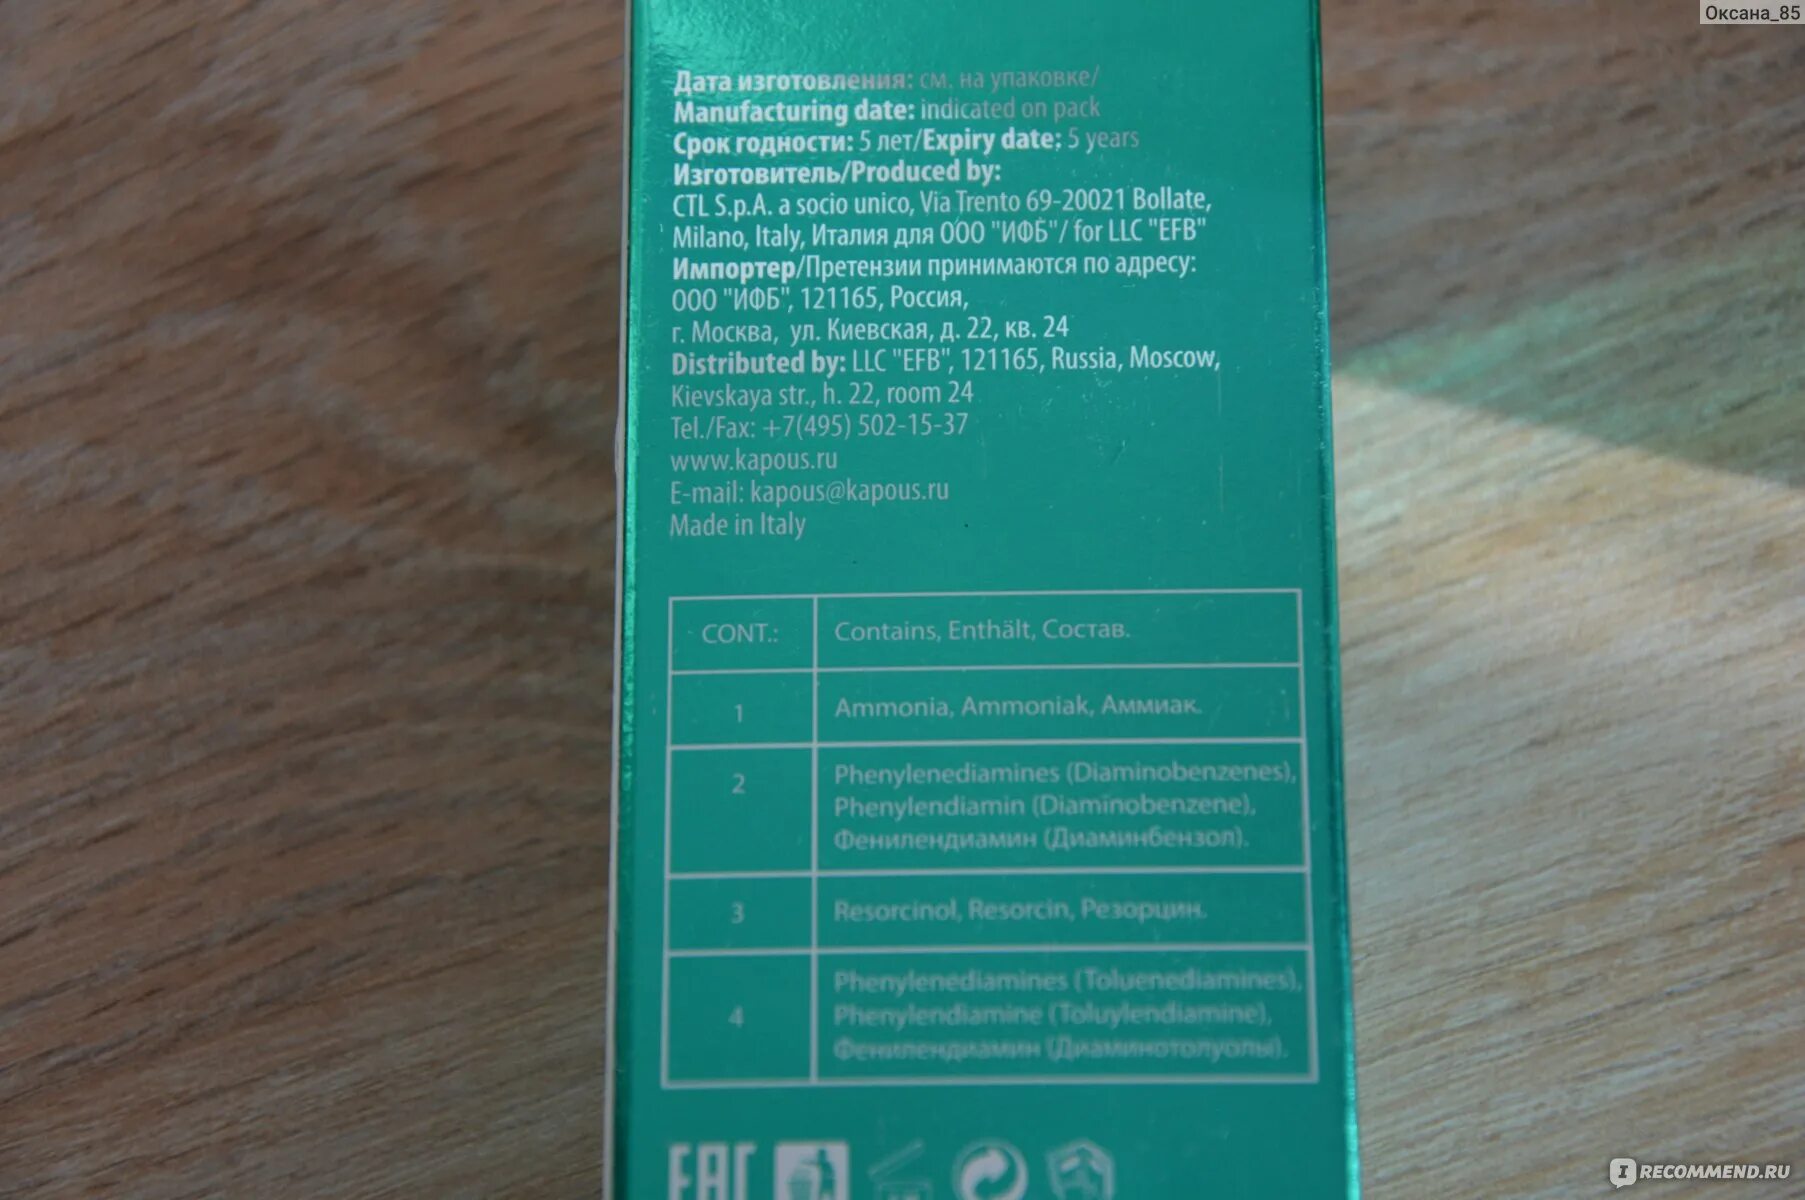 Оксана_85
Дата изготовления: см. на упаковке/
Manufacturing date: indicated on pack
Срок годности: 5 лет/Expiry date: 5 years
Изготовитель/Produced by:
CTL S.p.A. a socio unico, Via Trento 69-20021 Bollate,
Milano, Italy, Италия для ООО "ИФБ"/ for LLC "EFB"
Импортер/Претензии принимаются по адресу:
ООО "ИФБ", 121165, Россия,
г. Москва, ул. Киевская, д. 22, кв. 24
Distributed by: LLC "EFB", 121165, Russia, Moscow,
Kievskaya str., h. 22, room 24
Tel./Fax: +7(495) 502-15-37
www.kapous.ru
E-mail: kapous@kapous.ru
Made in Italy
CONT.: Contains, Enthält, Состав.
1 Ammonia, Ammoniak, Аммиак.
2 Phenylenediamines (Diaminobenzenes),
Phenylendiamin (Diaminobenzene),
Фенилендиамин (Диаминбензол).
3 Resorcinol, Resorcin, Резорцин.
4 Phenylenediamines (Toluenediamines),
Phenylendiamine (Toluylendiamine),
Фенилендиамин (Диаминотолуолы).
EAC
IRECOMMEND.RU